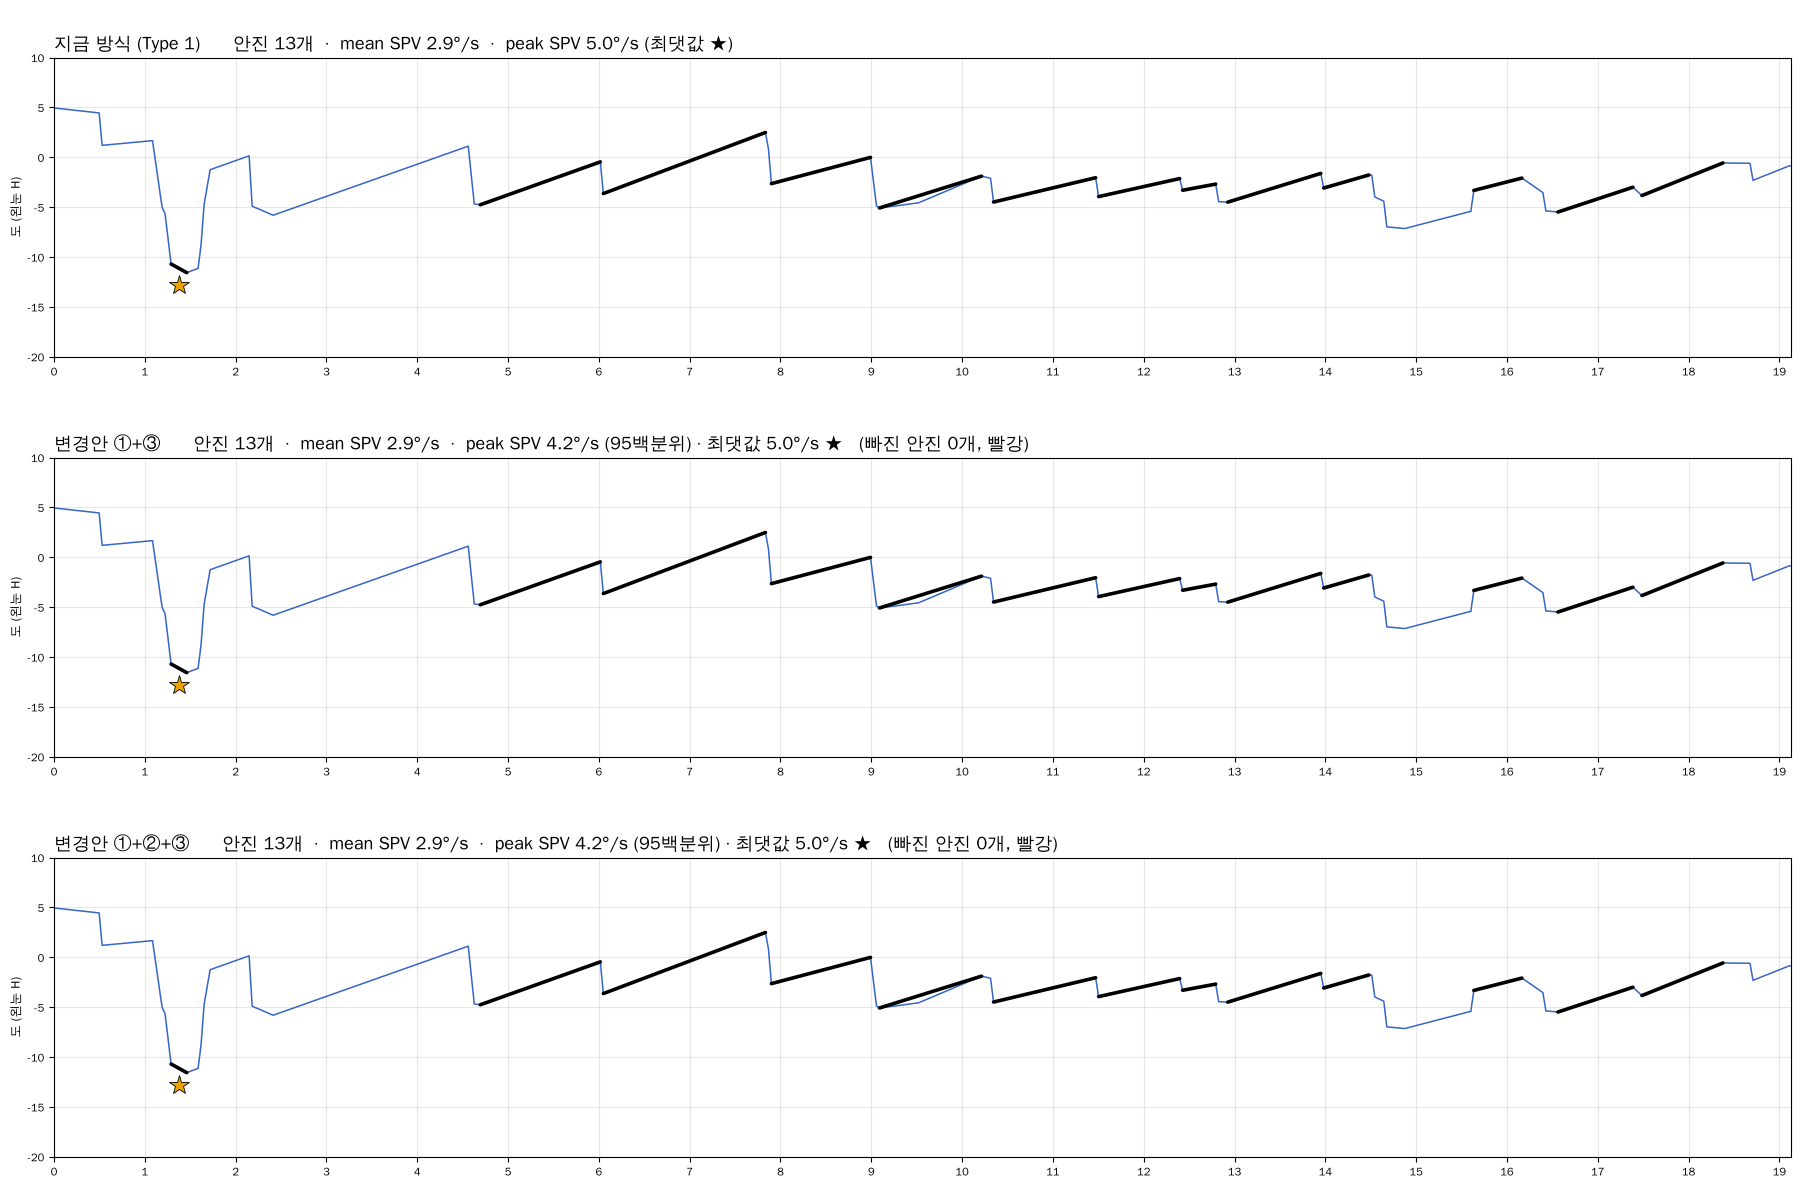 지금 방식 (Type 1) 안진 13개 · mean SPV 2.9°/s · peak SPV 5.0°/s (최댓값 ★)
10
5
0
-5
-10
-15
-20
도 (왼눈 H)
0 1 2 3 4 5 6 7 8 9 10 11 12 13 14 15 16 17 18 19
변경안 ①+③ 안진 13개 · mean SPV 2.9°/s · peak SPV 4.2°/s (95백분위) · 최댓값 5.0°/s ★ (빠진 안진 0개, 빨강)
10
5
0
-5
-10
-15
-20
도 (왼눈 H)
0 1 2 3 4 5 6 7 8 9 10 11 12 13 14 15 16 17 18 19
변경안 ①+②+③ 안진 13개 · mean SPV 2.9°/s · peak SPV 4.2°/s (95백분위) · 최댓값 5.0°/s ★ (빠진 안진 0개, 빨강)
10
5
0
-5
-10
-15
-20
도 (왼눈 H)
0 1 2 3 4 5 6 7 8 9 10 11 12 13 14 15 16 17 18 19